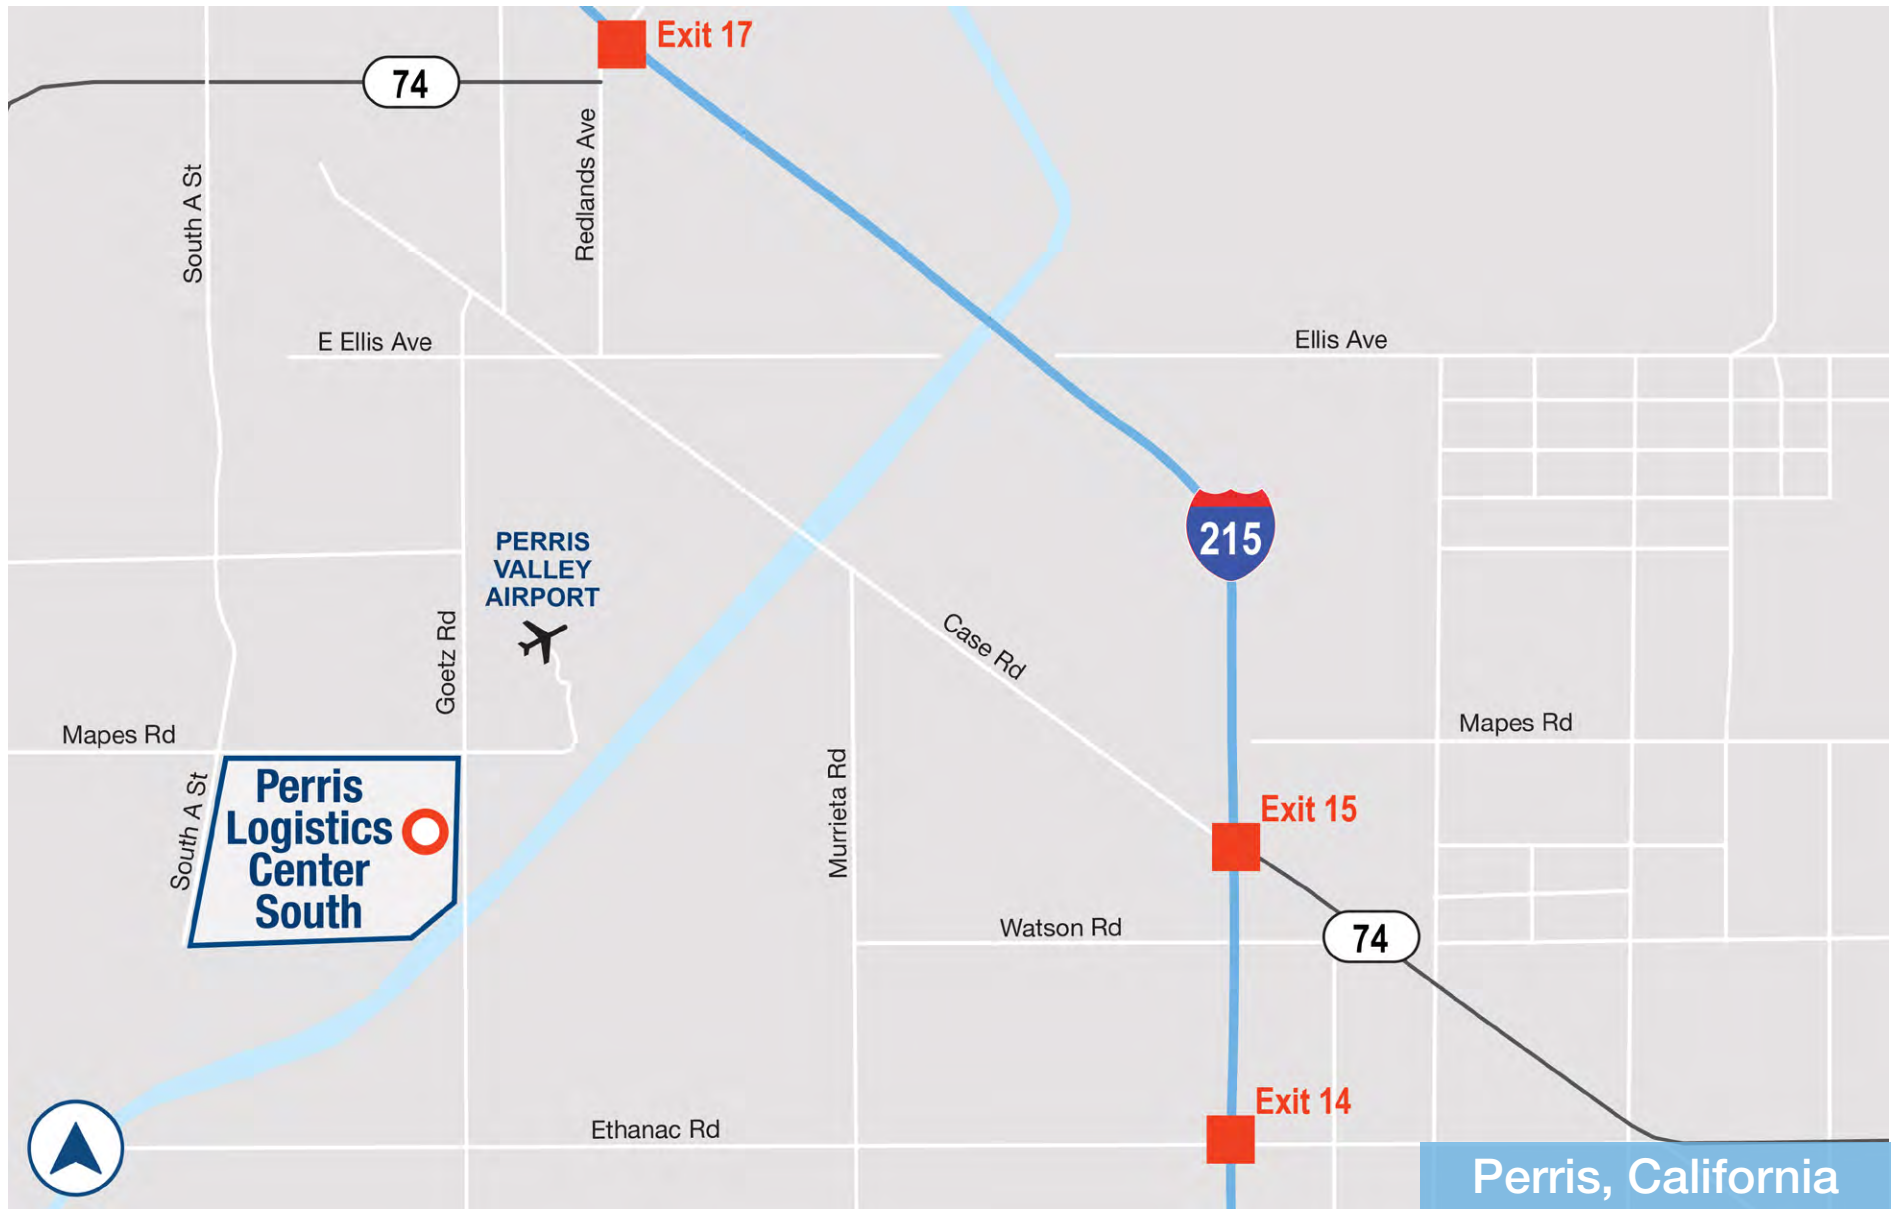 Exit 17
74
South A St
Redlands Ave
E Ellis Ave
Ellis Ave
215
PERRIS
VALLEY
AIRPORT
Goetz Rd
Case Rd
Mapes Rd
Mapes Rd
South A St
Perris
Logistics
Center
South
Murrieta Rd
Exit 15
Watson Rd
74
Exit 14
Ethanac Rd
Perris, California